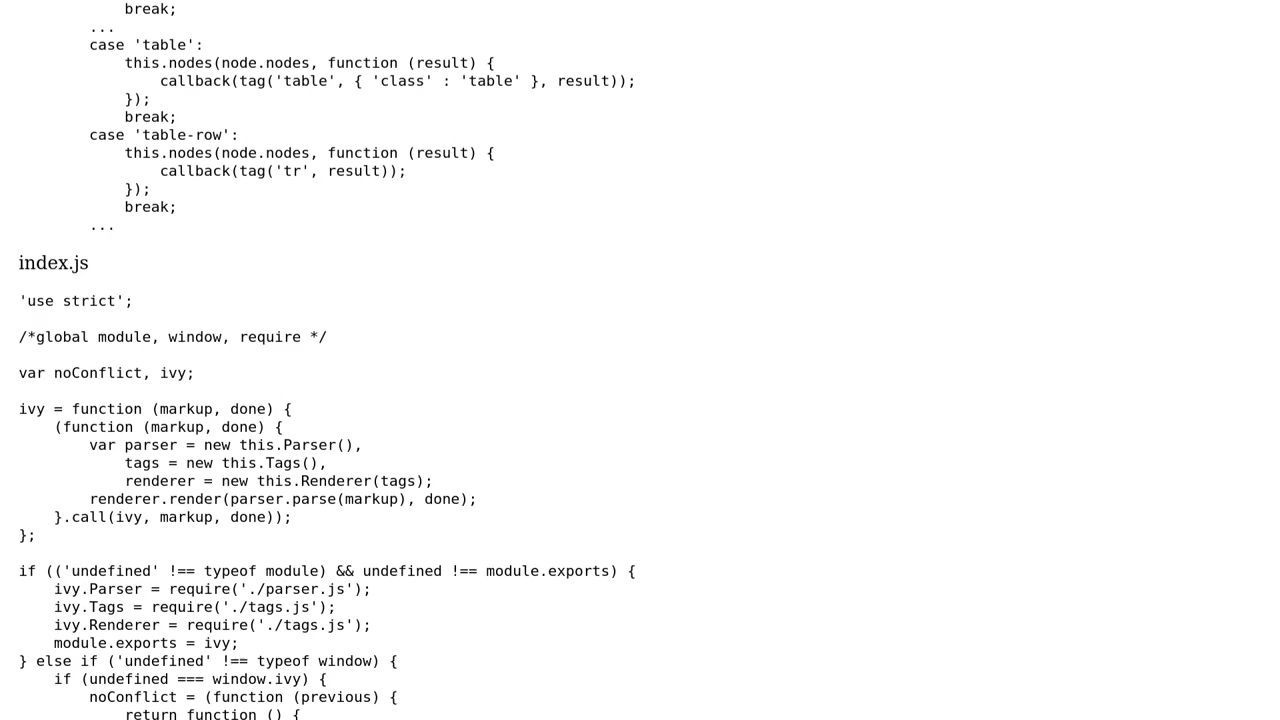 break;
        ...
        case 'table':
            this.nodes(node.nodes, function (result) {
                callback(tag('table', { 'class' : 'table' }, result));
            });
            break;
        case 'table-row':
            this.nodes(node.nodes, function (result) {
                callback(tag('tr', result));
            });
            break;
        ...
index.js
'use strict';
/*global module, window, require */
var noConflict, ivy;
ivy = function (markup, done) {
    (function (markup, done) {
        var parser = new this.Parser(),
            tags = new this.Tags(),
            renderer = new this.Renderer(tags);
        renderer.render(parser.parse(markup), done);
    }.call(ivy, markup, done));
};
if (('undefined' !== typeof module) && undefined !== module.exports) {
    ivy.Parser = require('./parser.js');
    ivy.Tags = require('./tags.js');
    ivy.Renderer = require('./tags.js');
    module.exports = ivy;
} else if ('undefined' !== typeof window) {
    if (undefined === window.ivy) {
        noConflict = (function (previous) {
            return function () {